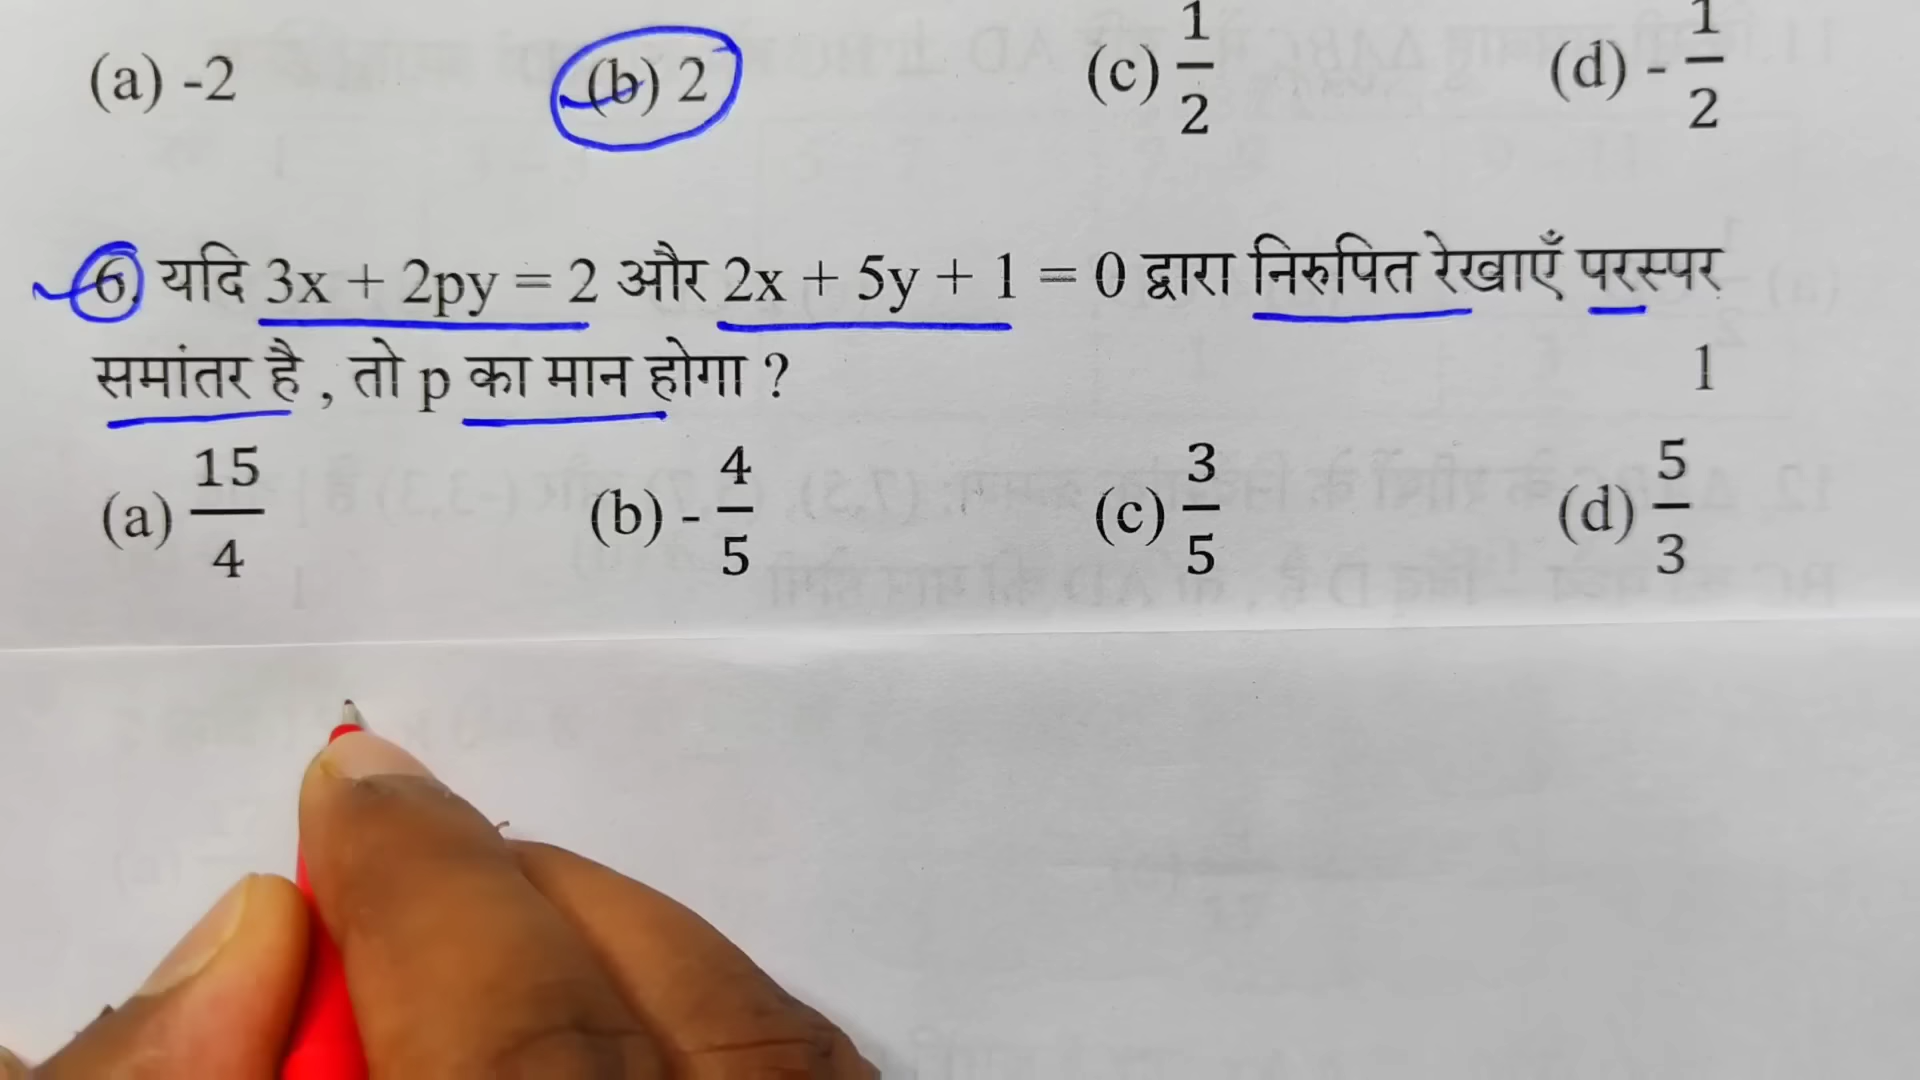 (a) -2 (b) 2 (c) 1/2 (d) - 1/2
6. यदि 3x + 2py = 2 और 2x + 5y + 1 = 0 द्वारा निरुपित रेखाएँ परस्पर
समांतर है , तो p का मान होगा ? 1
(a) 15/4 (b) - 4/5 (c) 3/5 (d) 5/3